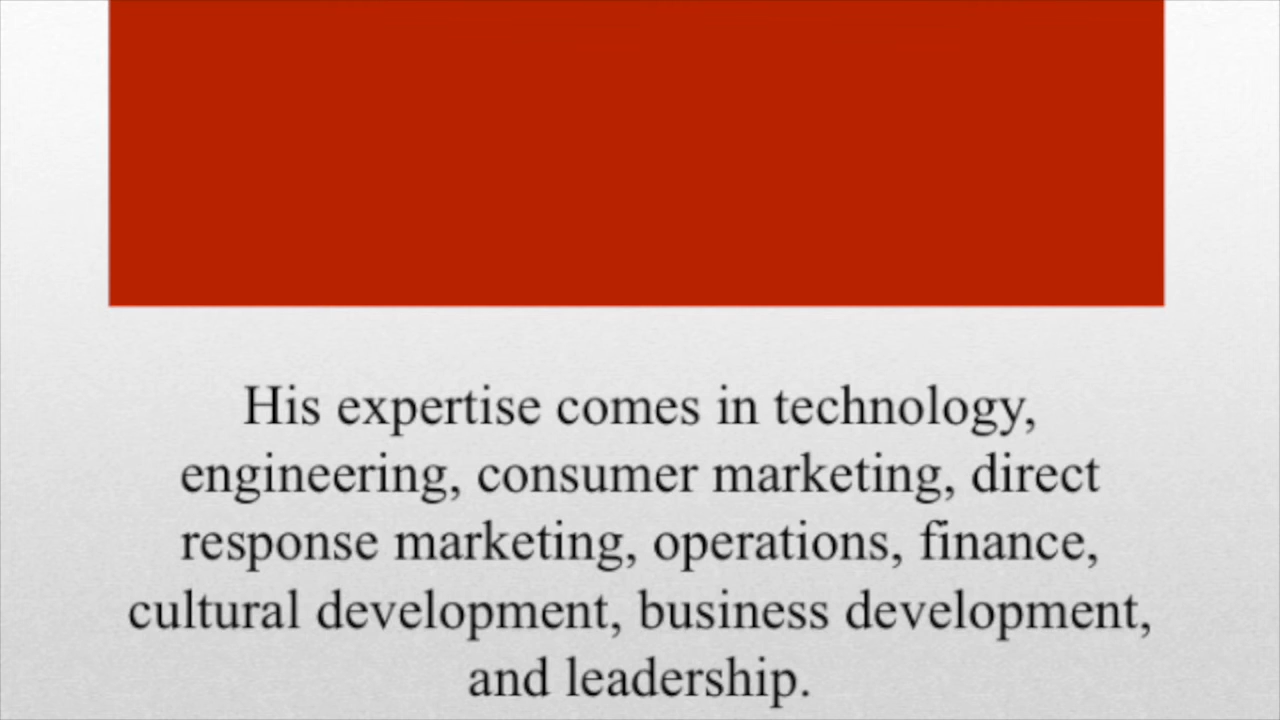 His expertise comes in technology,
engineering, consumer marketing, direct
response marketing, operations, finance,
cultural development, business development,
and leadership.